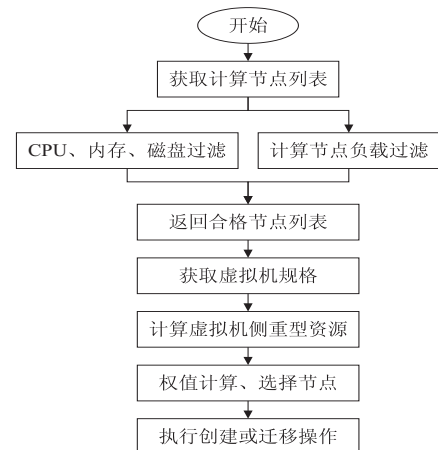 开始
获取计算节点列表
CPU、内存、磁盘过滤
计算节点负载过滤
返回合格节点列表
获取虚拟机规格
计算虚拟机侧重型资源
权值计算、选择节点
执行创建或迁移操作